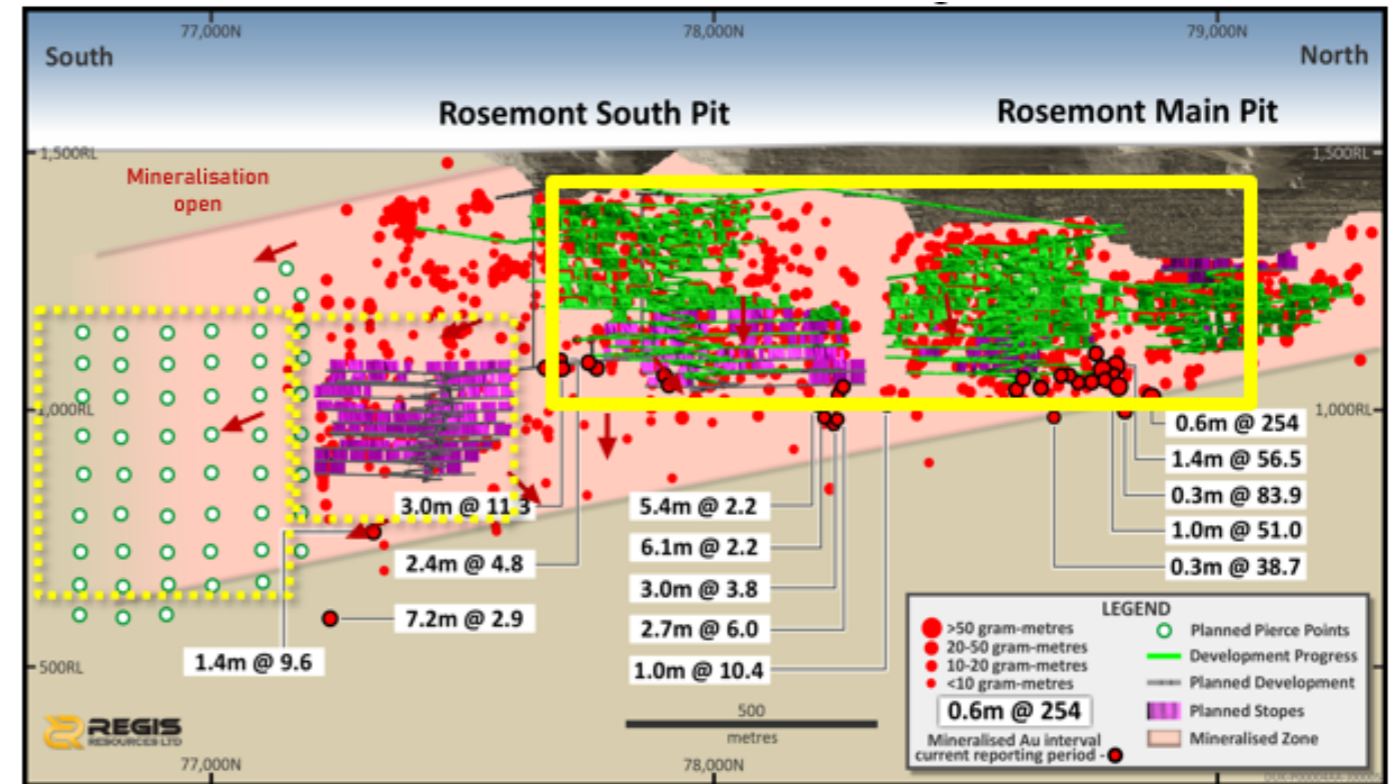 77,000N
78,000N
79,000N
South
North
Rosemont South Pit
Rosemont Main Pit
1,500RL
1,500RL
Mineralisation
open
1,000RL
1,000RL
0.6m @ 254
1.4m @ 56.5
0.3m @ 83.9
1.0m @ 51.0
0.3m @ 38.7
3.0m @ 11.3
2.4m @ 4.8
7.2m @ 2.9
1.4m @ 9.6
5.4m @ 2.2
6.1m @ 2.2
3.0m @ 3.8
2.7m @ 6.0
1.0m @ 10.4
500RL
500
metres
REGIS
RESOURCES LTD
77,000N
78,000N
LEGEND
>50 gram-metres
20-50 gram-metres
10-20 gram-metres
<10 gram-metres
0.6m @ 254
Mineralised Au interval
current reporting period -
Planned Pierce Points
Development Progress
Planned Development
Planned Stopes
Mineralised Zone